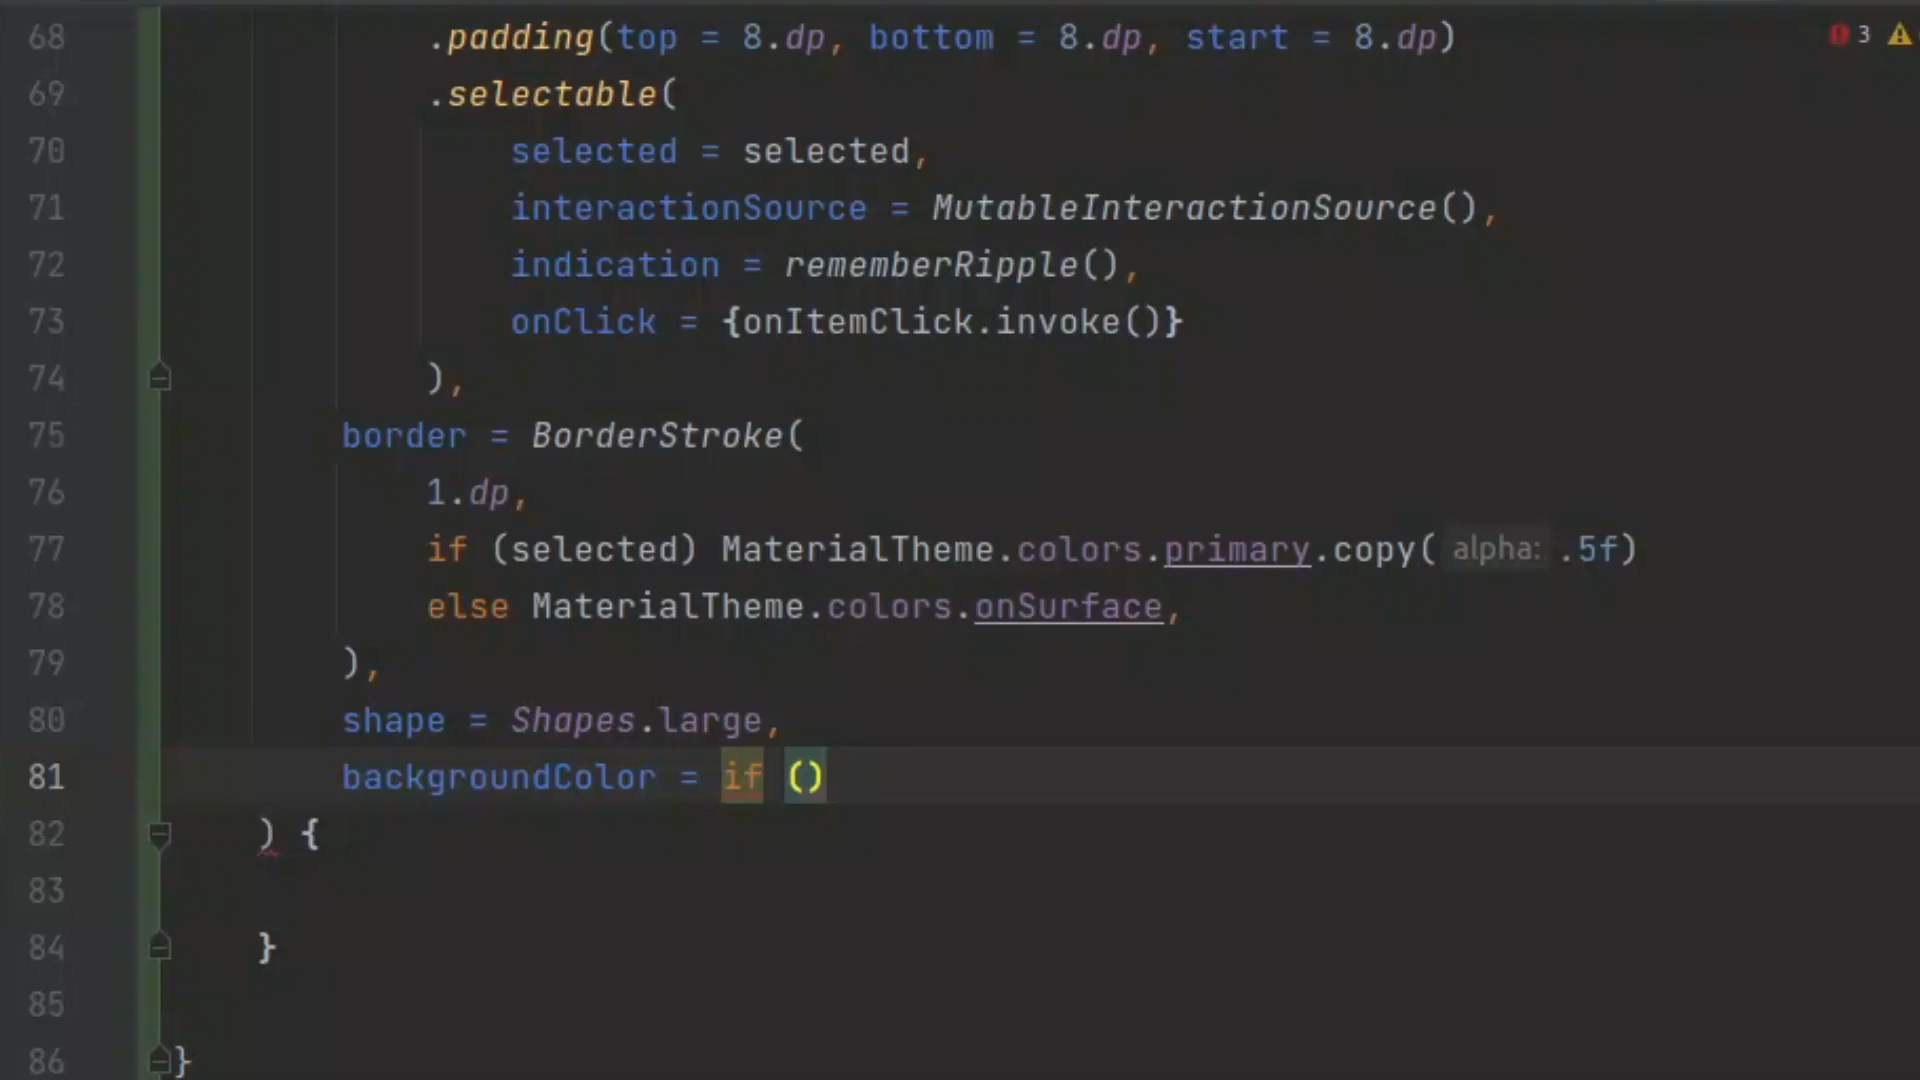 68 .padding(top = 8.dp, bottom = 8.dp, start = 8.dp) 3
69 .selectable(
70 selected = selected,
71 interactionSource = MutableInteractionSource(),
72 indication = rememberRipple(),
73 onClick = {onItemClick.invoke()}
74 ),
75 border = BorderStroke(
76 1.dp,
77 if (selected) MaterialTheme.colors.primary.copy( alpha: .5f)
78 else MaterialTheme.colors.onSurface,
79 ),
80 shape = Shapes.large,
81 backgroundColor = if ()
82 ) {
83
84 }
85
86 }